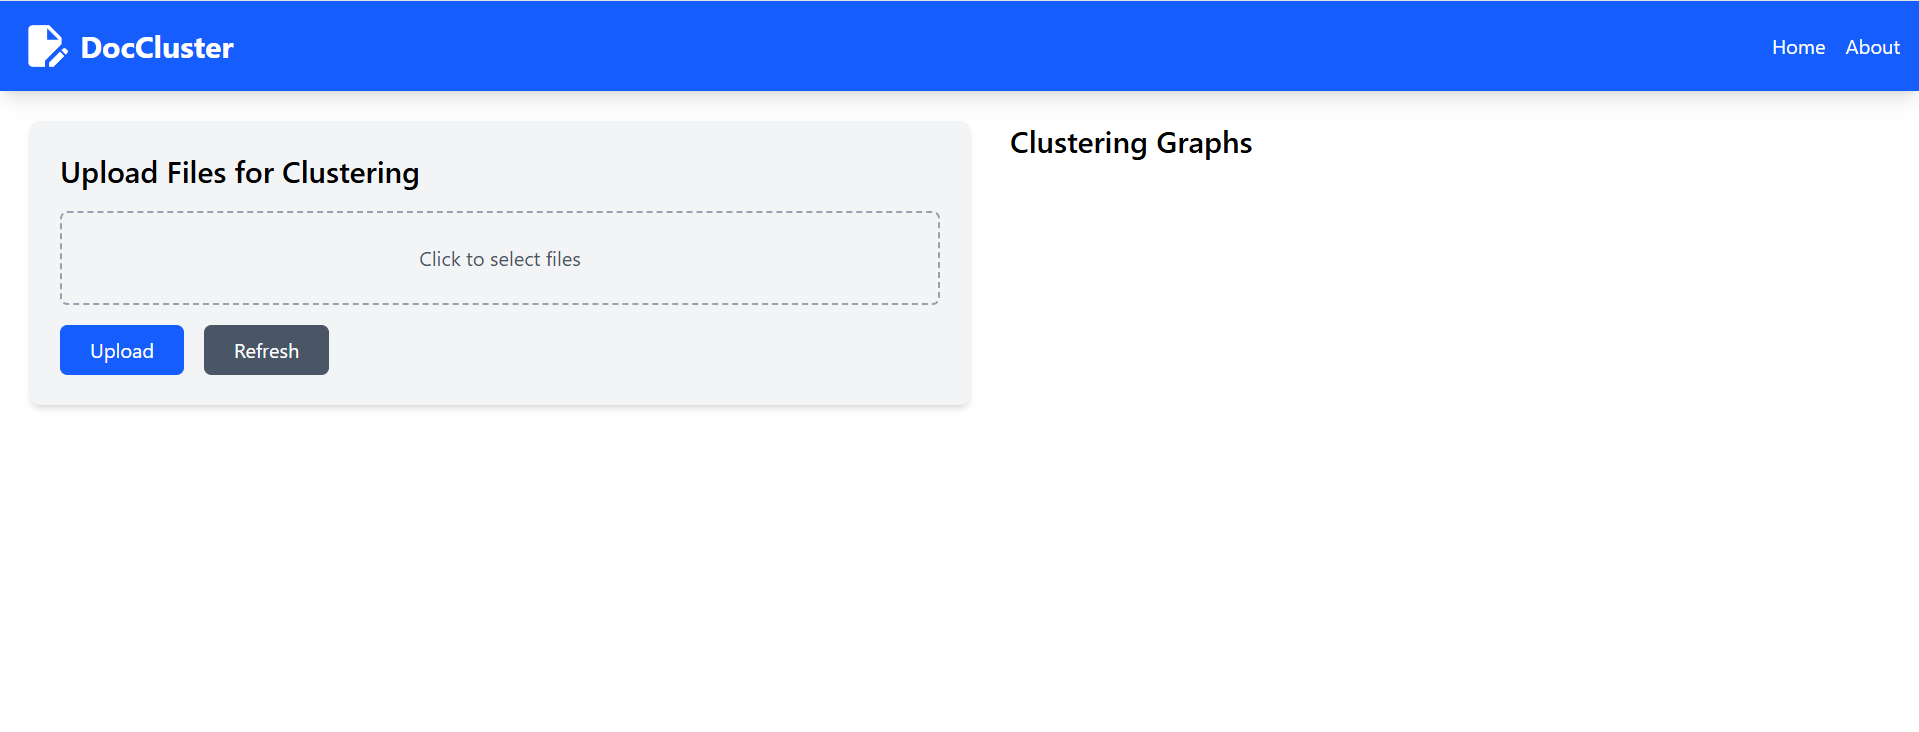 DocCluster
Home About
Upload Files for Clustering
Click to select files
Upload Refresh
Clustering Graphs